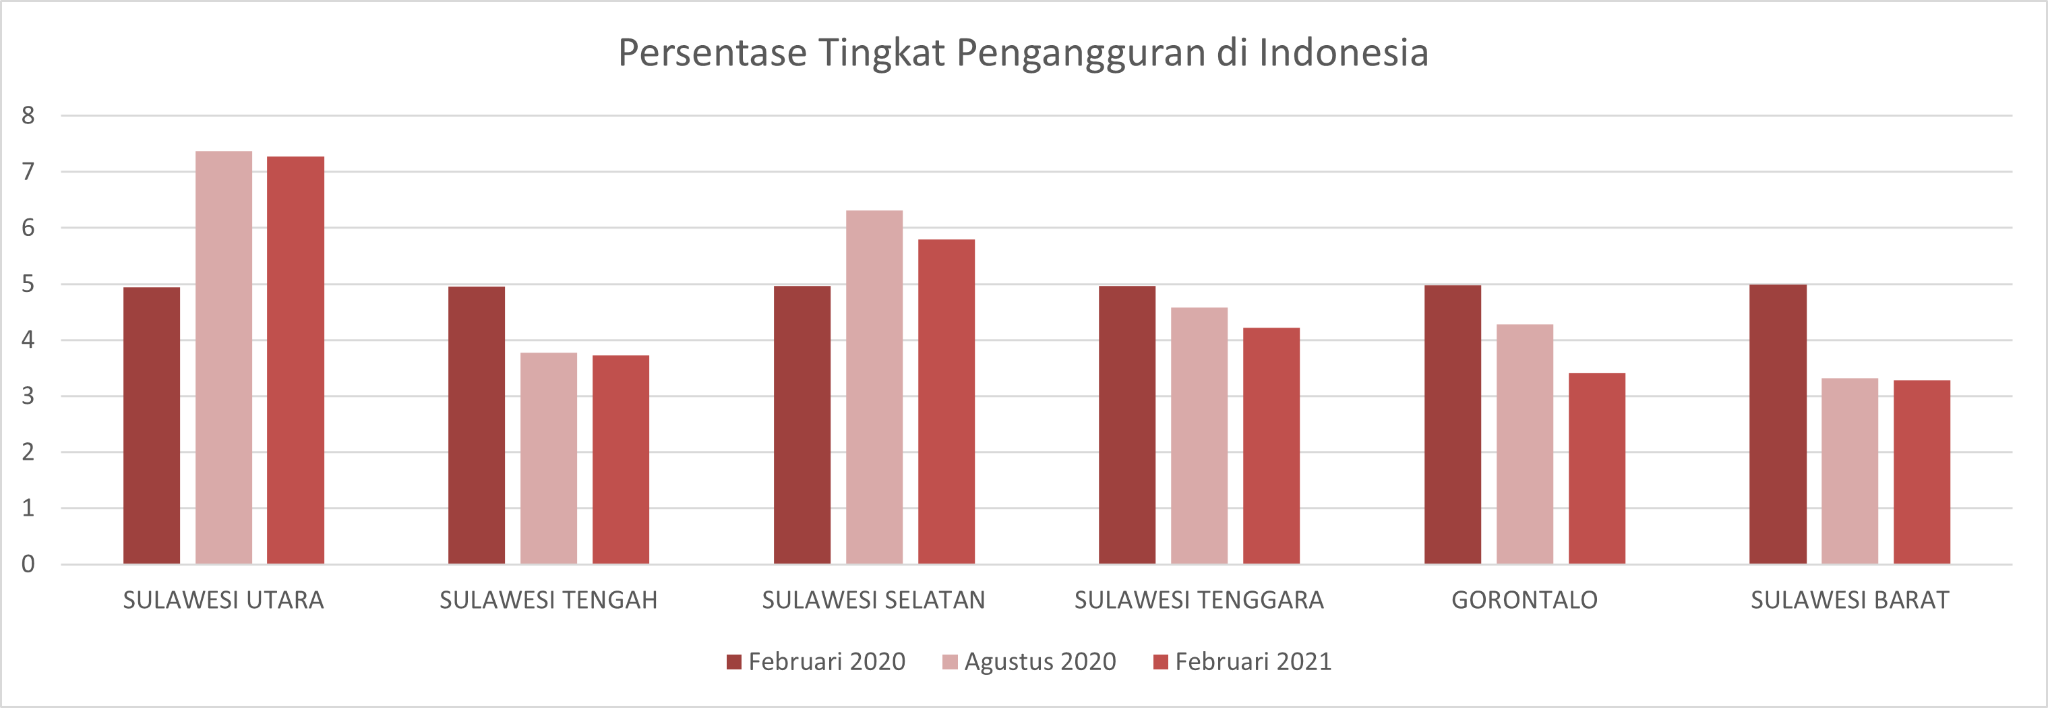 Persentase Tingkat Pengangguran di Indonesia
8
7
6
5
4
3
2
1
0
SULAWESI UTARA
SULAWESI TENGAH
SULAWESI SELATAN
SULAWESI TENGGARA
GORONTALO
SULAWESI BARAT
Februari 2020
Agustus 2020
Februari 2021